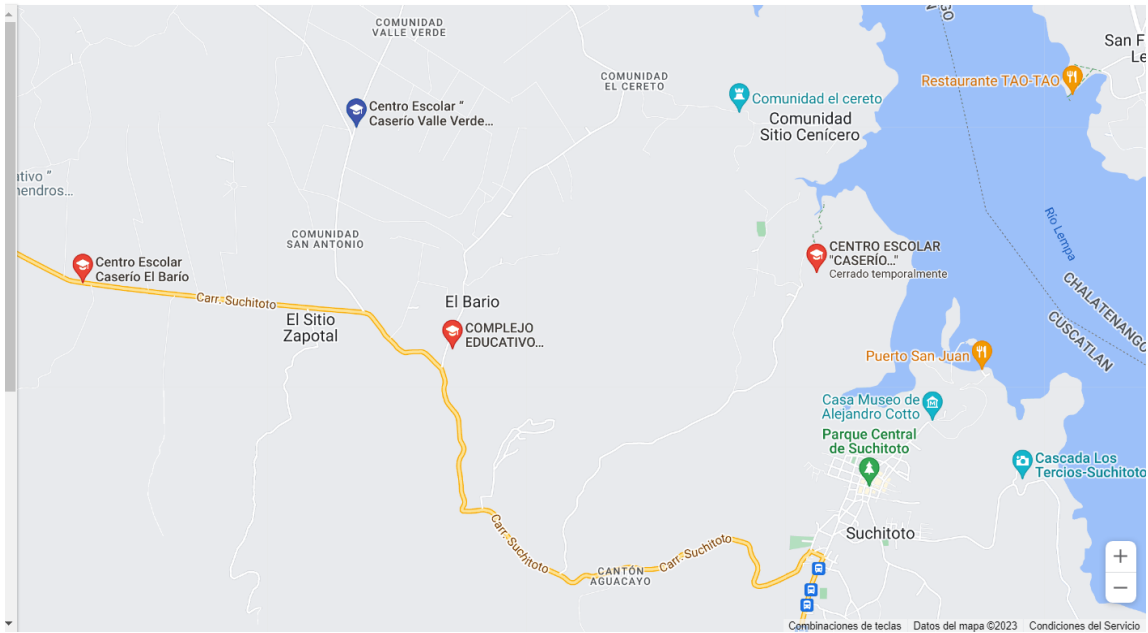 COMUNIDAD
VALLE VERDE
GO
San F
Le
Restaurante TAO-TAO
COMUNIDAD
EL CERETO
Comunidad el cereto
Comunidad
Sitio Cenícero
Centro Escolar "
Caserío Valle Verde...
ativo "
nendros...
Río Lempa
COMUNIDAD
SAN ANTONIO
CENTRO ESCOLAR
"CASERÍO..."
Cerrado temporalmente
Centro Escolar
Caserío El Barío
Carr. Suchitoto
CHALATENANGO
CUSCATLAN
El Bario
El Sitio
Zapotal
COMPLEJO
EDUCATIVO...
Puerto San Juan
Casa Museo de
Alejandro Cotto
Parque Central
de Suchitoto
Cascada Los
Tercios-Suchitoto
Suchitoto
Carr. Suchitoto
Carr. Suchitoto
CANTÓN
AGUACAYO
Combinaciones de teclas Datos del mapa ©2023 Condiciones del Servicio